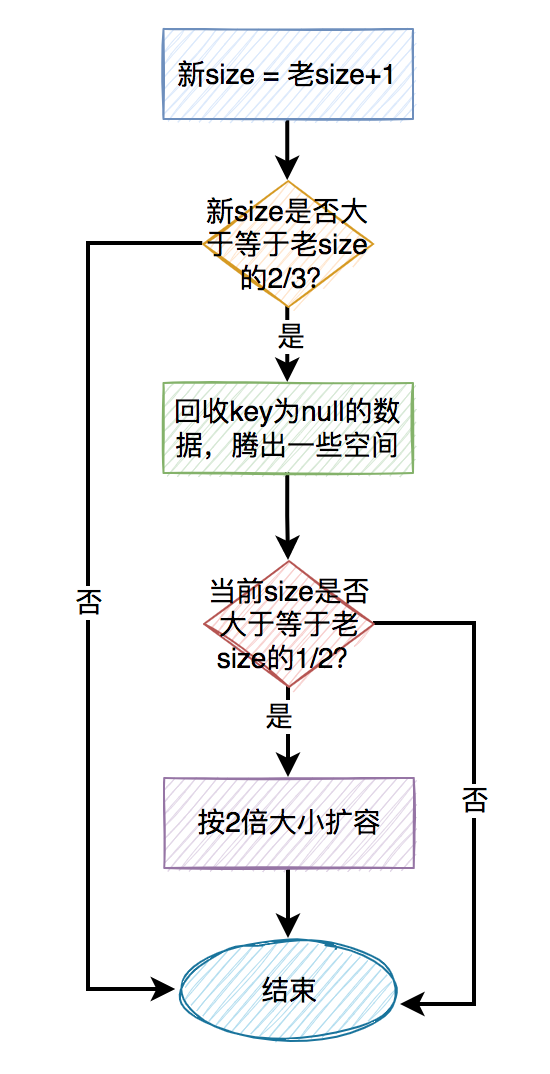 新size = 老size+1
新size是否大
于等于老size
的2/3?
是
回收key为null的数
据，腾出一些空间
否
当前size是否
大于等于老
size的1/2?
是
否
按2倍大小扩容
结束